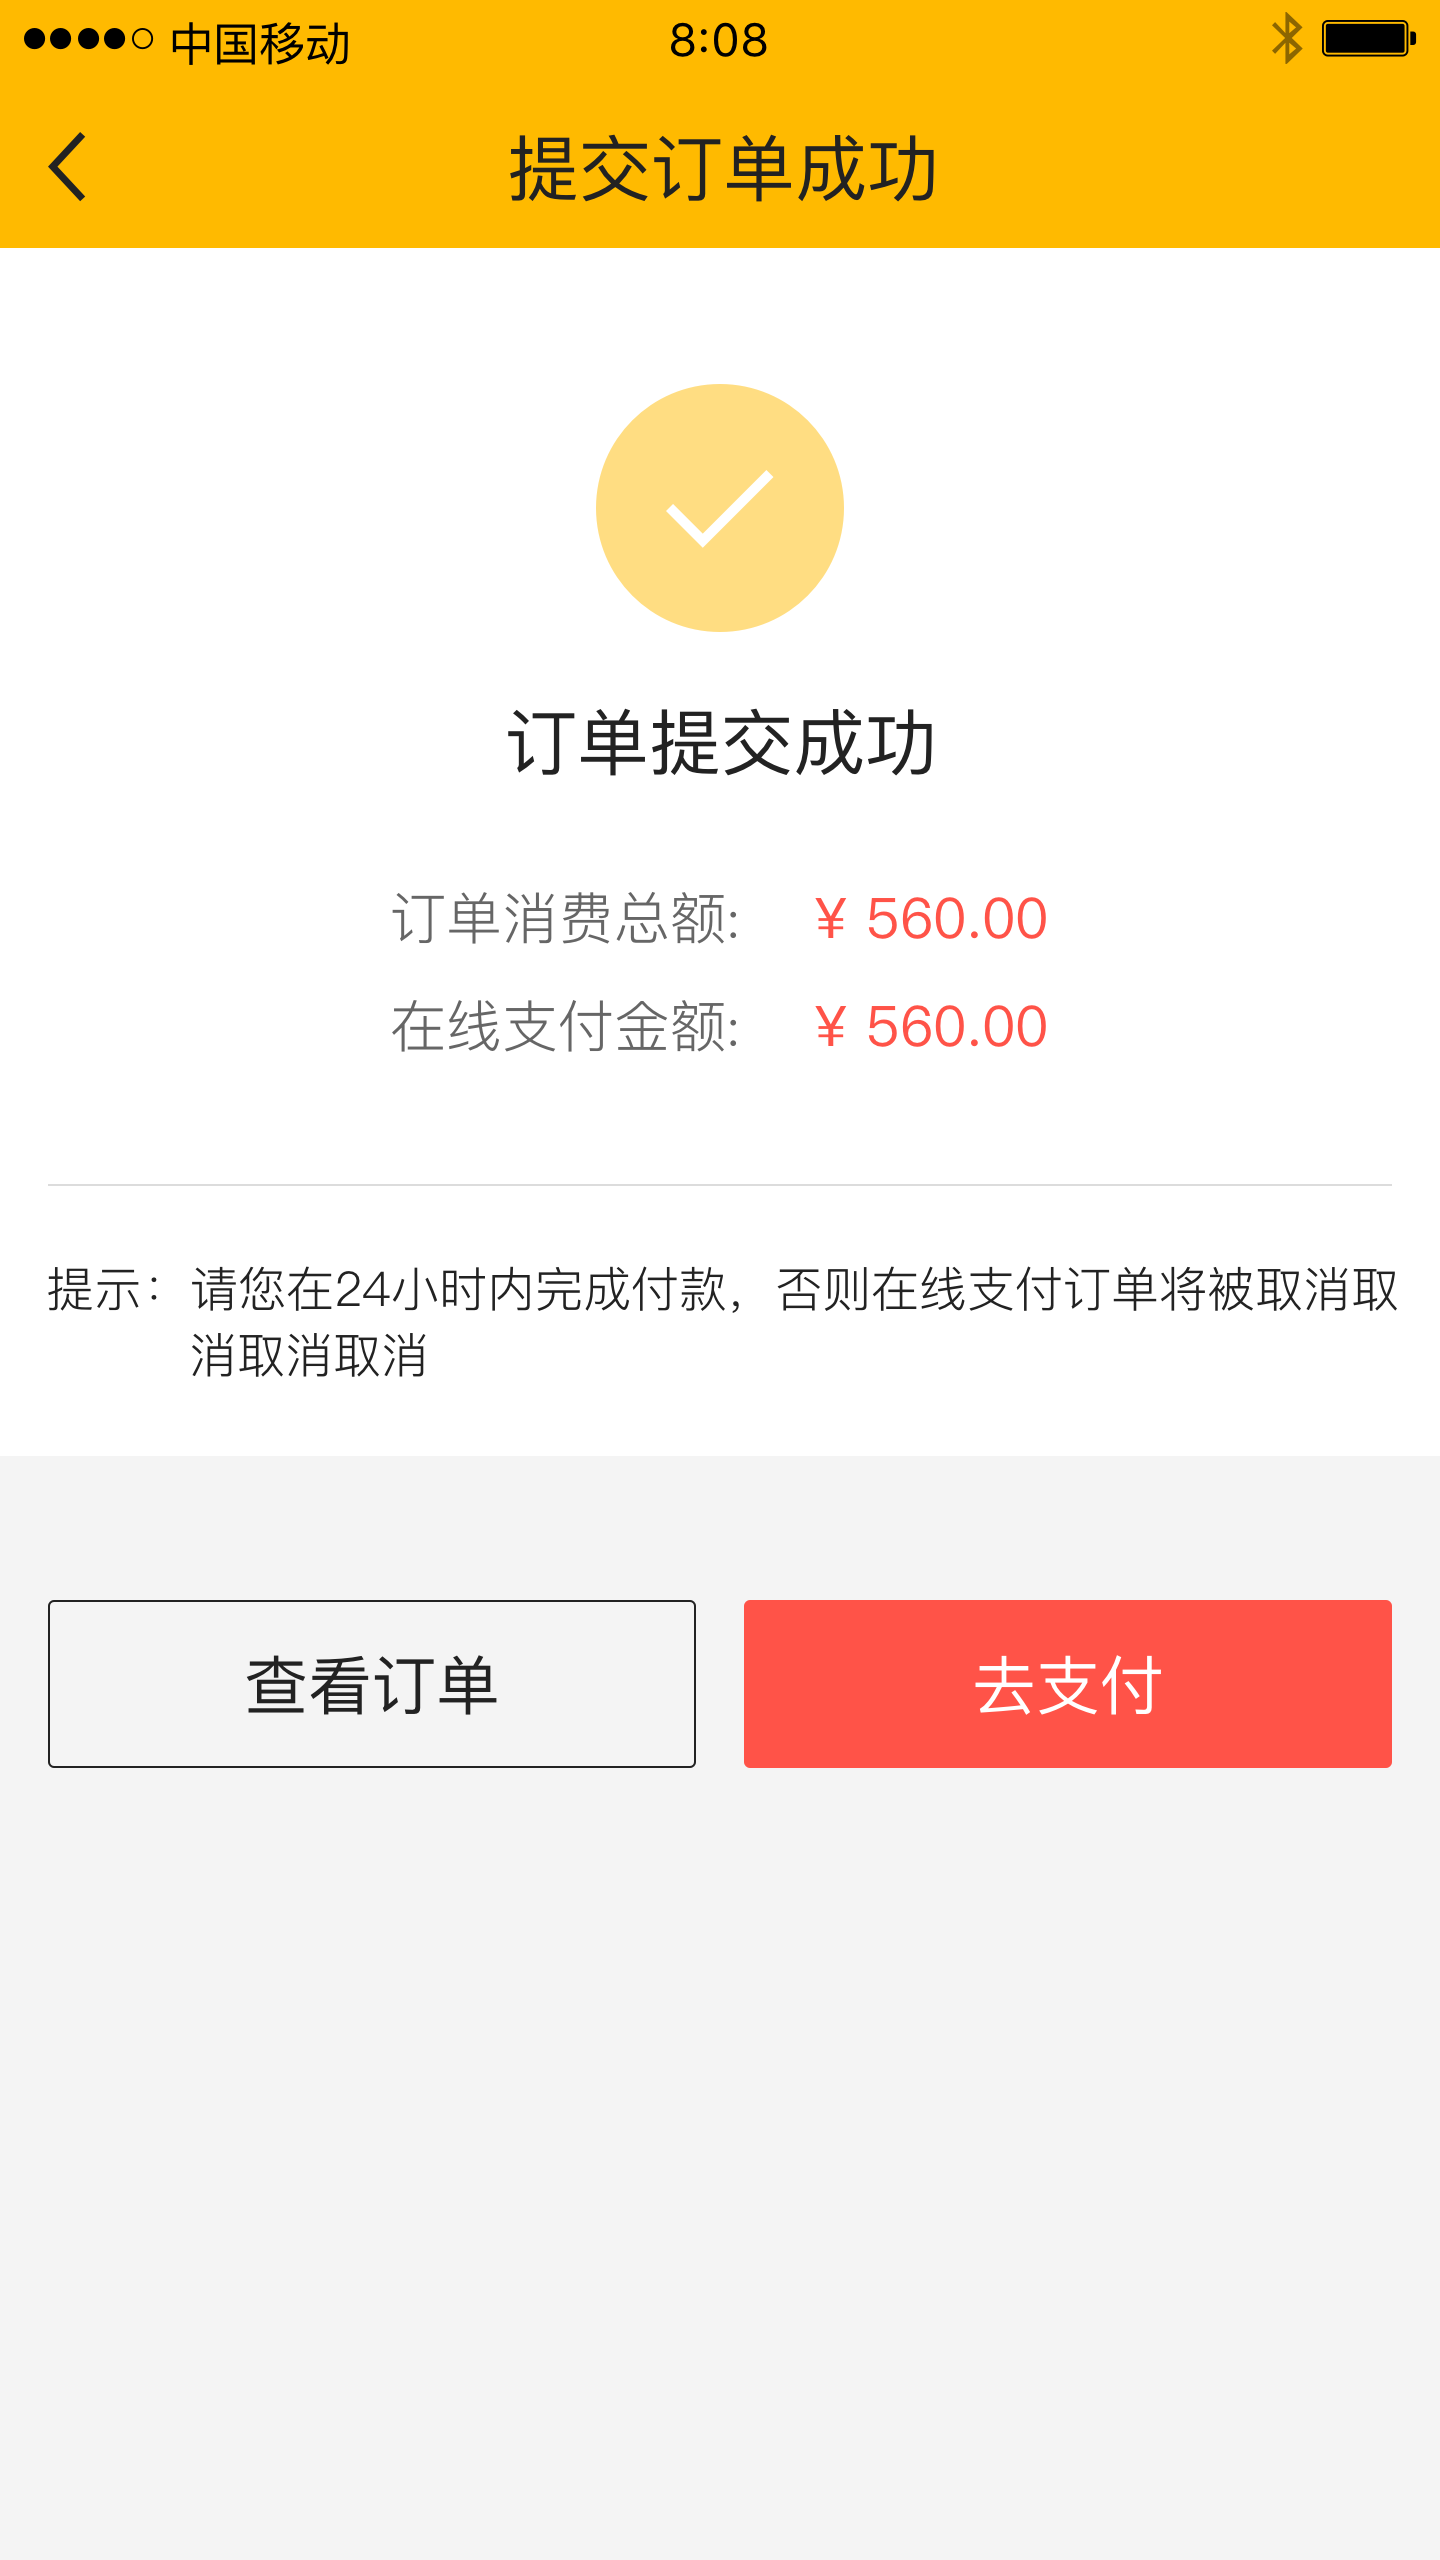 中国移动 8:08
提交订单成功
订单提交成功
订单消费总额: ¥ 560.00
在线支付金额: ¥ 560.00
提示：请您在24小时内完成付款，否则在线支付订单将被取消取
消取消取消
查看订单 去支付